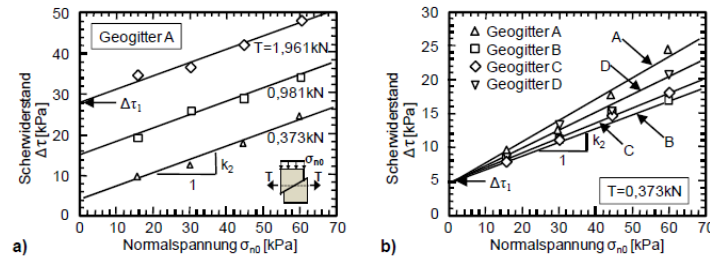 Geogitter A
T=1,961kN
Δτ₁
0,981kN
0,373kN
k₂
1
σₙ₀
T
T
Scherwiderstand
Δτ [kPa]
50
40
30
20
10
0
0 10 20 30 40 50 60 70
Normalspannung σₙ₀ [kPa]
a)
Geogitter A
Geogitter B
Geogitter C
Geogitter D
A
D
B
C
k₂
1
Δτ₁
T=0,373kN
Scherwiderstand
Δτ [kPa]
30
25
20
15
10
5
0
0 10 20 30 40 50 60 70
Normalspannung σₙ₀ [kPa]
b)